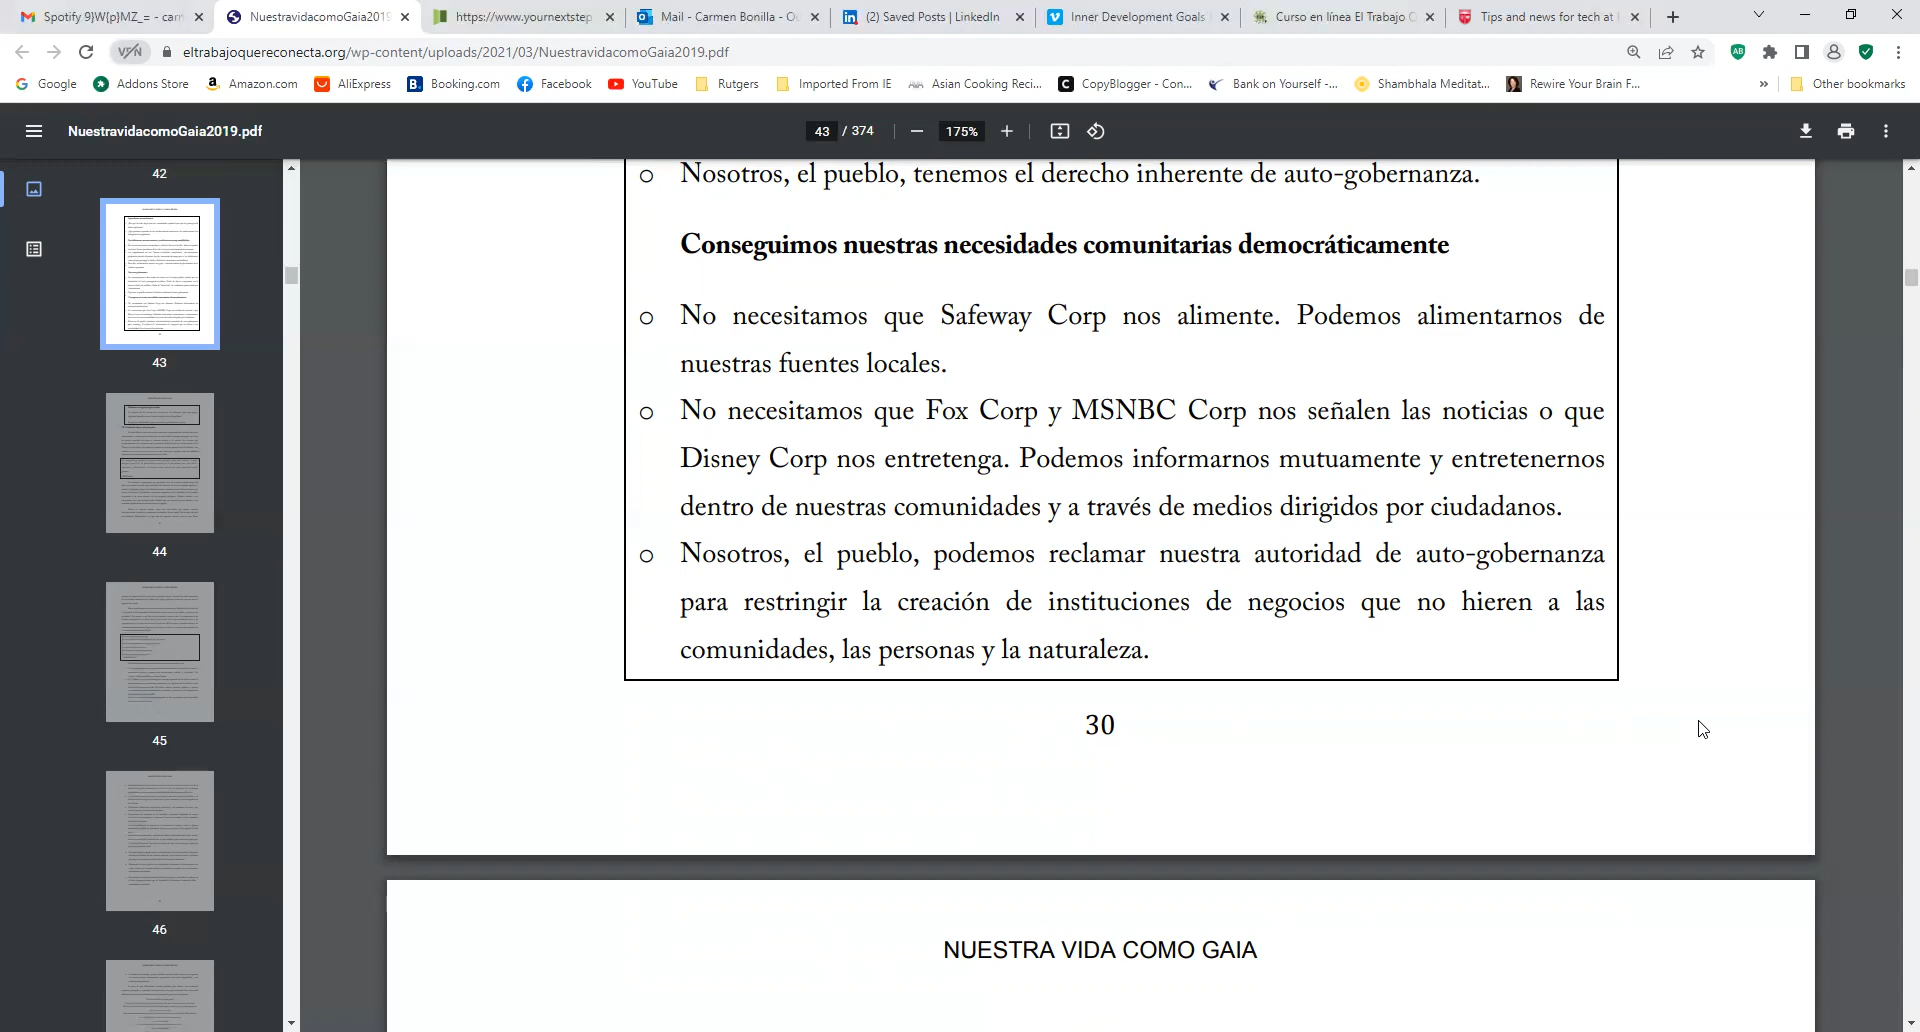 Spotify 9}W{p}MZ_= - can
NuestravidacomoGaia2019
https://www.yournextstep
Mail - Carmen Bonilla - O
(2) Saved Posts | LinkedIn
Inner Development Goals
Curso en línea El Trabajo
Tips and news for tech at
VPN
eltrabajoquereconecta.org/wp-content/uploads/2021/03/NuestravidacomoGaia2019.pdf
Google
Addons Store
Amazon.com
AliExpress
Booking.com
Facebook
YouTube
Rutgers
Imported From IE
Asian Cooking Reci...
CopyBlogger - Con...
Bank on Yourself -...
Shambhala Meditat...
Rewire Your Brain F...
» Other bookmarks
NuestravidacomoGaia2019.pdf
43 / 374
175%
42
43
44
45
46
o Nosotros, el pueblo, tenemos el derecho inherente de auto-gobernanza.
Conseguimos nuestras necesidades comunitarias democráticamente
o No necesitamos que Safeway Corp nos alimente. Podemos alimentarnos de
nuestras fuentes locales.
o No necesitamos que Fox Corp y MSNBC Corp nos señalen las noticias o que
Disney Corp nos entretenga. Podemos informarnos mutuamente y entretenernos
dentro de nuestras comunidades y a través de medios dirigidos por ciudadanos.
o Nosotros, el pueblo, podemos reclamar nuestra autoridad de auto-gobernanza
para restringir la creación de instituciones de negocios que no hieren a las
comunidades, las personas y la naturaleza.
30
NUESTRA VIDA COMO GAIA